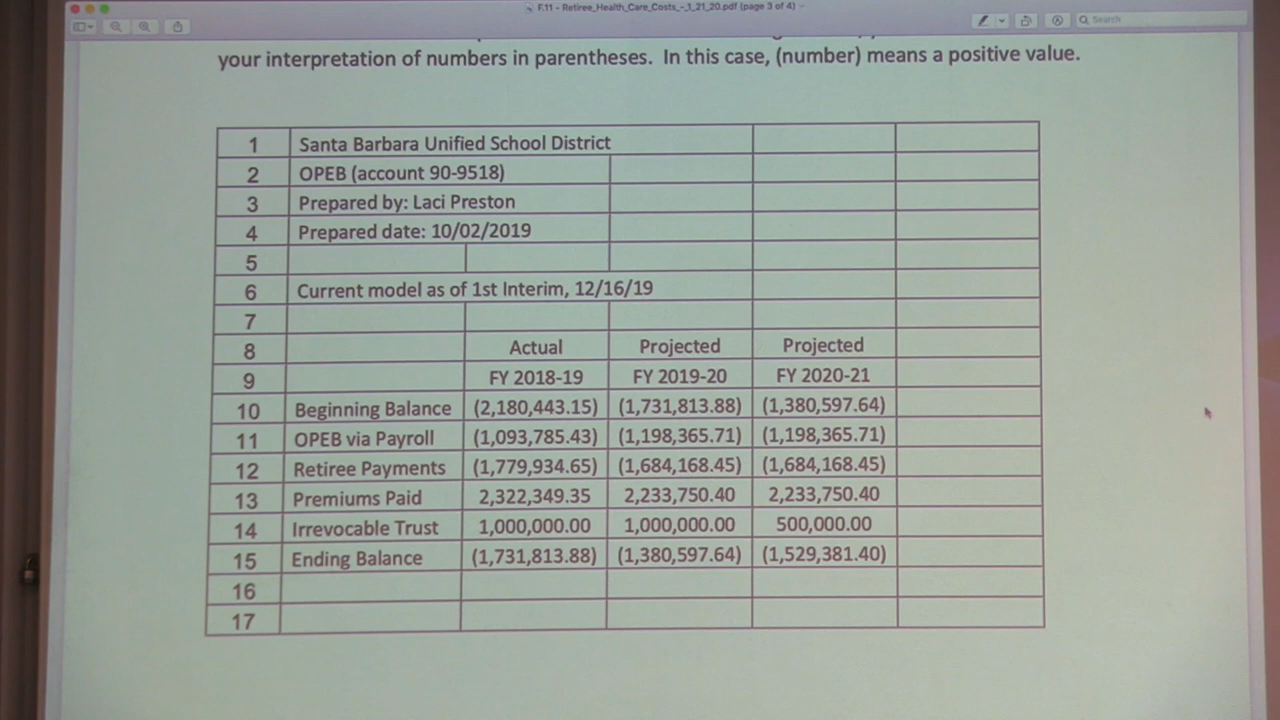 F.11 - Retiree_Health_Care_Costs_-_1_21_20.pdf (page 3 of 4)
Search
your interpretation of numbers in parentheses. In this case, (number) means a positive value.
1 Santa Barbara Unified School District
2 OPEB (account 90-9518)
3 Prepared by: Laci Preston
4 Prepared date: 10/02/2019
5
6 Current model as of 1st Interim, 12/16/19
7
8 Actual Projected Projected
9 FY 2018-19 FY 2019-20 FY 2020-21
10 Beginning Balance (2,180,443.15) (1,731,813.88) (1,380,597.64)
11 OPEB via Payroll (1,093,785.43) (1,198,365.71) (1,198,365.71)
12 Retiree Payments (1,779,934.65) (1,684,168.45) (1,684,168.45)
13 Premiums Paid 2,322,349.35 2,233,750.40 2,233,750.40
14 Irrevocable Trust 1,000,000.00 1,000,000.00 500,000.00
15 Ending Balance (1,731,813.88) (1,380,597.64) (1,529,381.40)
16
17